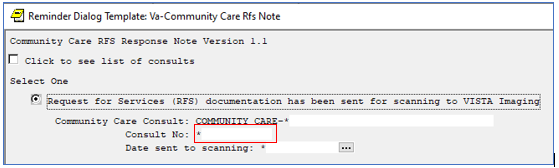 Reminder Dialog Template: Va-Community Care Rfs Note
Community Care RFS Response Note Version 1.1
Click to see list of consults
Select One
Request for Services (RFS) documentation has been sent for scanning to VISTA Imaging
Community Care Consult: COMMUNITY CARE-*
Consult No: *
Date sent to scanning: * ...